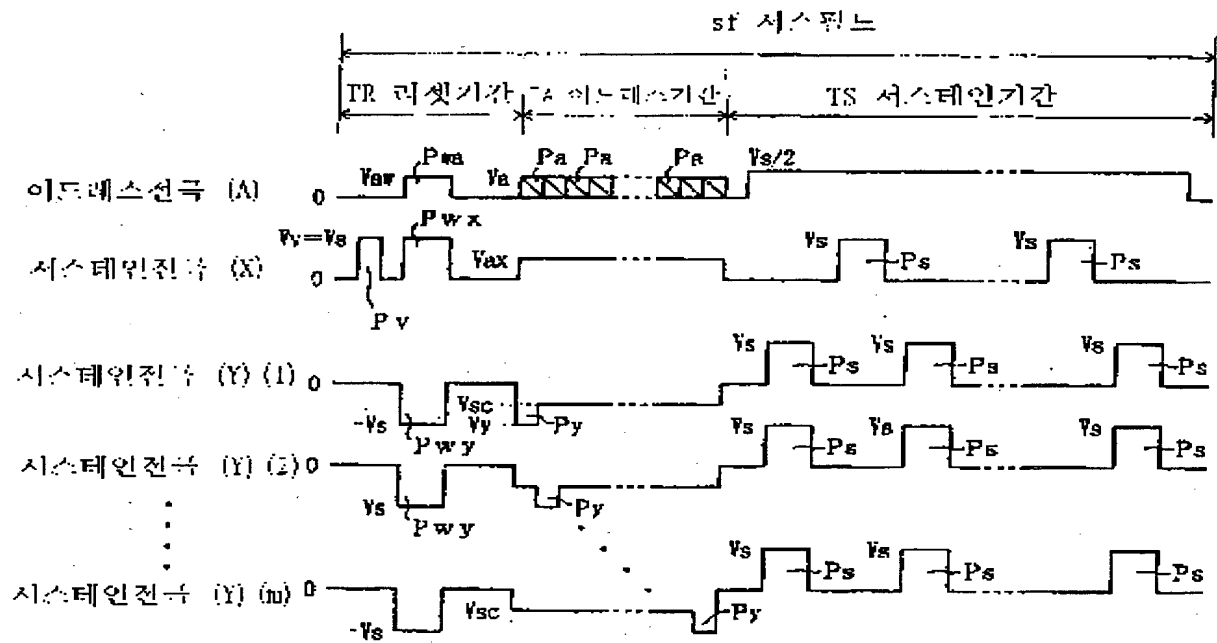 sf 서스필드
TR 리셋기간 TA 어드레스기간 TS 서스테인기간
Vaw Pwa Va Pa Pa Pa Vs/2
어드레스전극 (A) 0
Vv=Vs Pwx Vs Vs
서스테인전극 (X) 0 Vax Ps Ps
Pv
Vs Vs Vs
서스테인전극 (Y) (1) 0 Ps Ps Ps
-Vs Vsc Vy Py
Pwy Vs Vs Vs
서스테인전극 (Y) (2) 0 Ps Ps Ps
Vs Pwy Py
Vs Vs
서스테인전극 (Y) (m) 0 Ps Ps Ps
-Vs Vsc Py